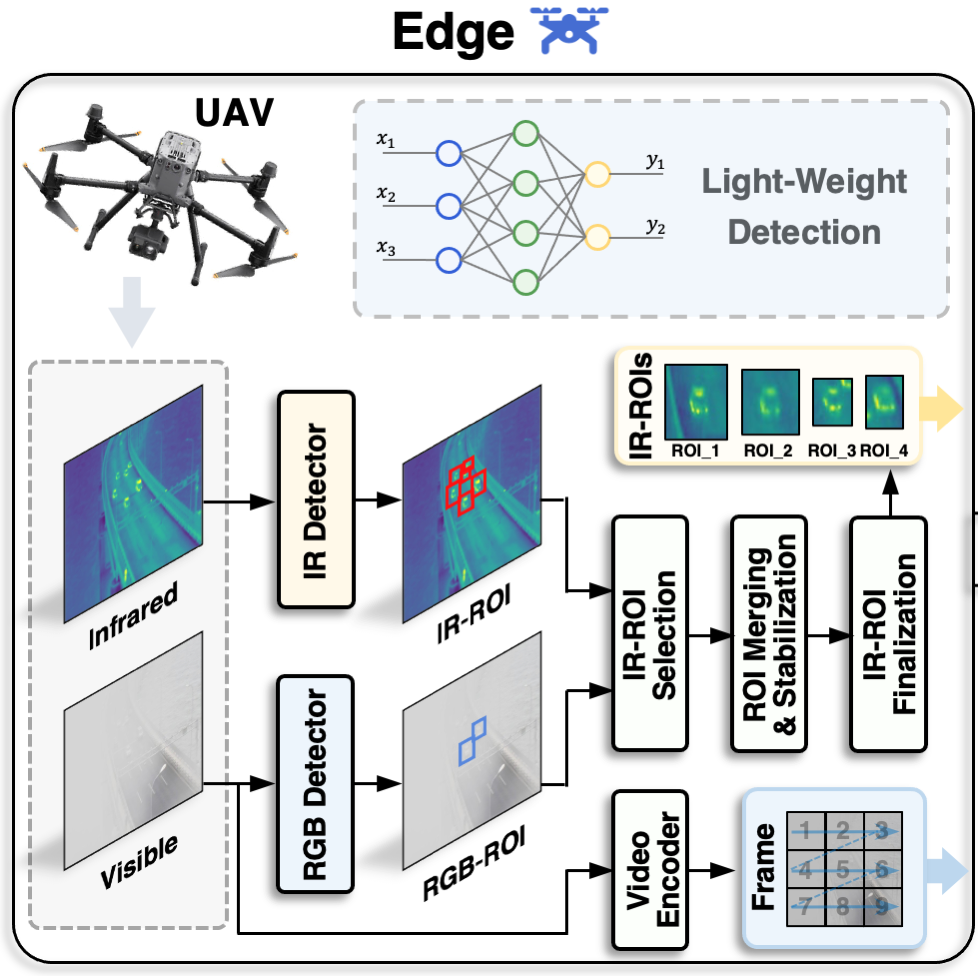 Edge
UAV
x1
x2
x3
y1
y2
Light-Weight
Detection
Infrared
Visible
IR Detector
RGB Detector
IR-ROI
RGB-ROI
IR-ROIs
ROI_1
ROI_2
ROI_3
ROI_4
IR-ROI
Selection
ROI Merging
& Stabilization
IR-ROI
Finalization
Video
Encoder
Frame
1 2 3
4 5 6
7 8 9